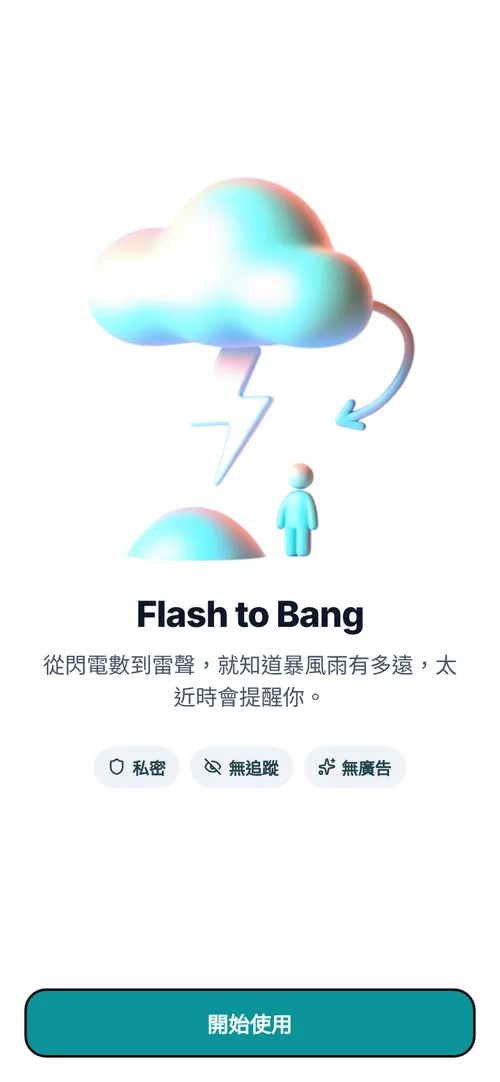 Flash to Bang
從閃電數到雷聲，就知道暴風雨有多遠，太
近時會提醒你。
私密
無追蹤
無廣告
開始使用